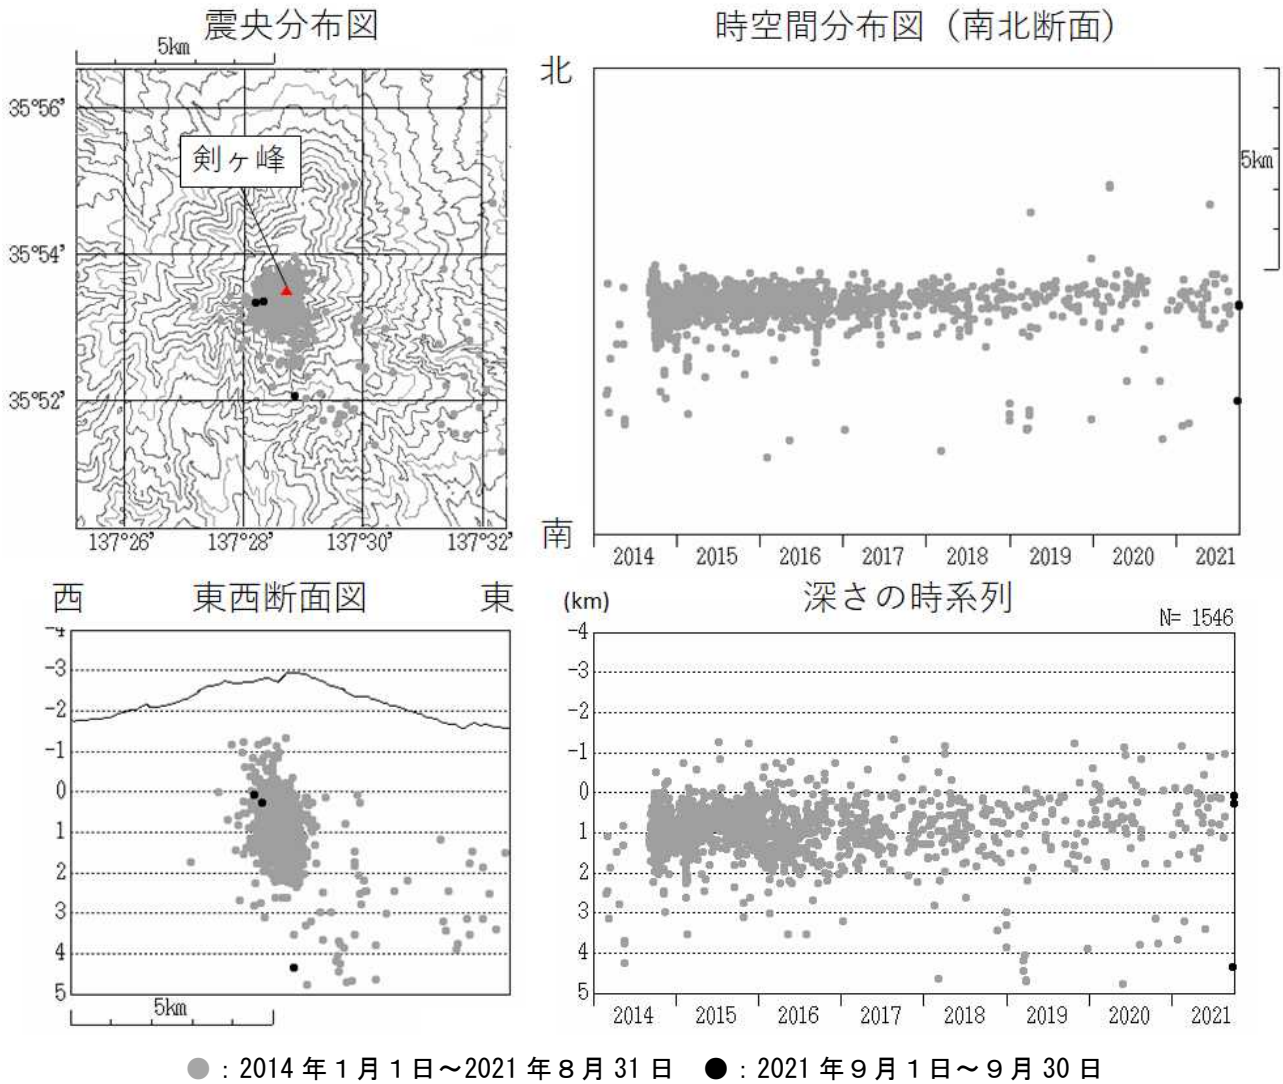 震央分布図
5km
35°56'
剣ヶ峰
35°54'
35°52'
137°26' 137°28' 137°30' 137°32'
時空間分布図（南北断面）
北
5km
南
2014 2015 2016 2017 2018 2019 2020 2021
西 東西断面図 東
-4
-3
-2
-1
0
1
2
3
4
5
5km
(km) 深さの時系列
N= 1546
-4
-3
-2
-1
0
1
2
3
4
5
2014 2015 2016 2017 2018 2019 2020 2021
：2014年１月１日～2021年８月31日 ：2021年９月１日～９月30日